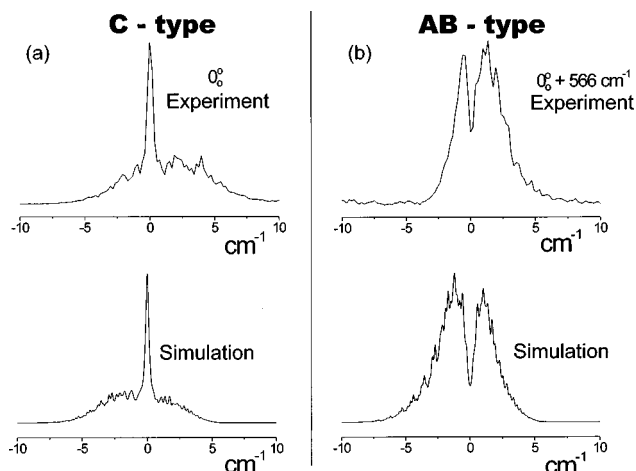 C - type
AB - type
(a)
0⁰₀
Experiment
-10 -5 0 5 10
cm⁻¹
(b)
0⁰₀ + 566 cm⁻¹
Experiment
-10 -5 0 5 10
cm⁻¹
Simulation
-10 -5 0 5 10
cm⁻¹
Simulation
-10 -5 0 5 10
cm⁻¹